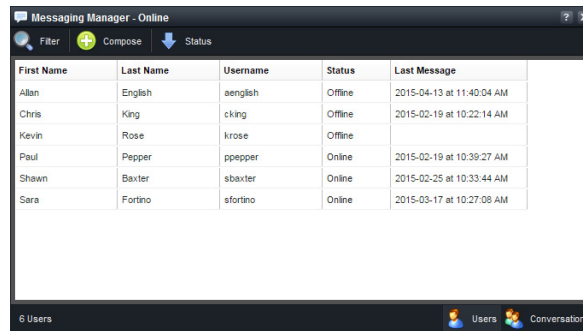 Messaging Manager - Online ?
Filter Compose Status
First Name Last Name Username Status Last Message
Allan English aenglish Offline 2015-04-13 at 11:40:04 AM
Chris King cking Offline 2015-02-19 at 10:22:14 AM
Kevin Rose krose Offline
Paul Pepper ppepper Online 2015-02-19 at 10:39:27 AM
Shawn Baxter sbaxter Online 2015-02-25 at 10:33:44 AM
Sara Fortino sfortino Online 2015-03-17 at 10:27:08 AM
6 Users Users Conversation